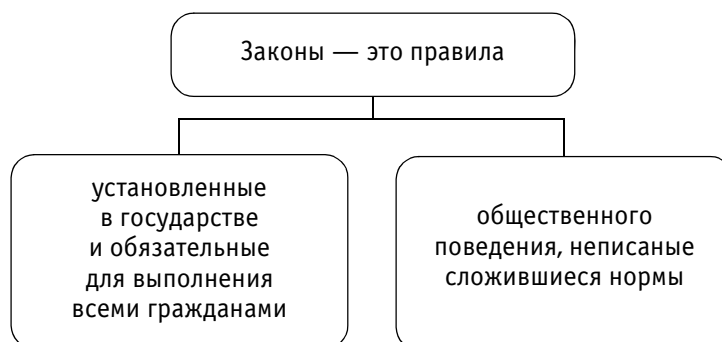 Законы — это правила
установленные
в государстве
и обязательные
для выполнения
всеми гражданами
общественного
поведения, неписаные
сложившиеся нормы